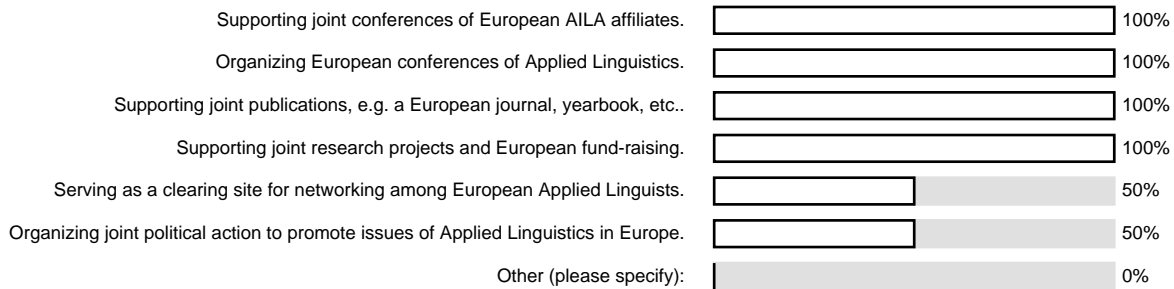 Supporting joint conferences of European AILA affiliates. 100%
Organizing European conferences of Applied Linguistics. 100%
Supporting joint publications, e.g. a European journal, yearbook, etc.. 100%
Supporting joint research projects and European fund-raising. 100%
Serving as a clearing site for networking among European Applied Linguists. 50%
Organizing joint political action to promote issues of Applied Linguistics in Europe. 50%
Other (please specify): 0%